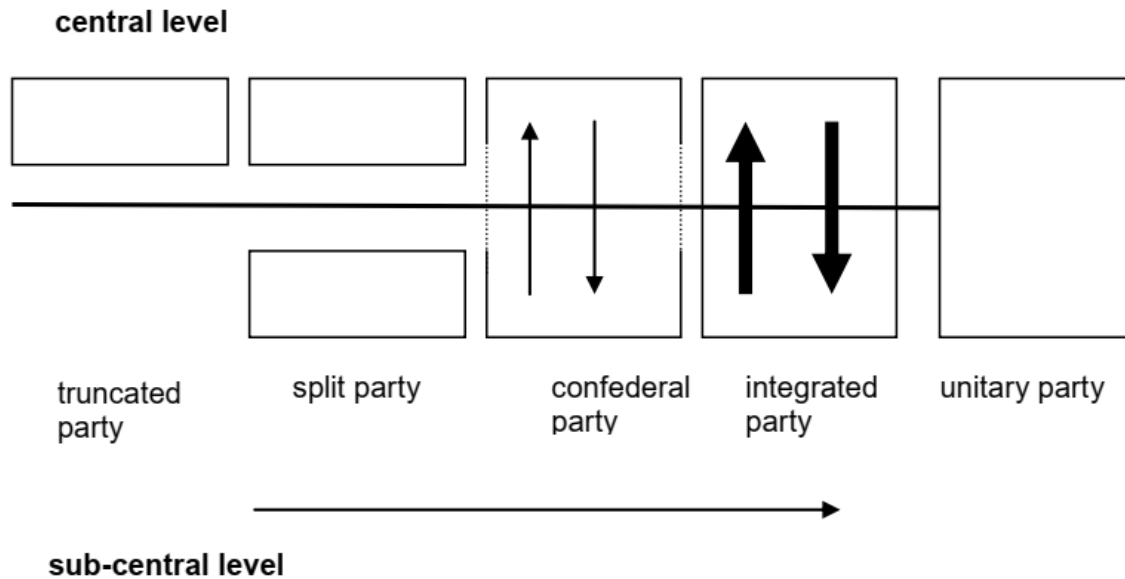 central level
truncated
party
split party
confederal
party
integrated
party
unitary party
sub-central level